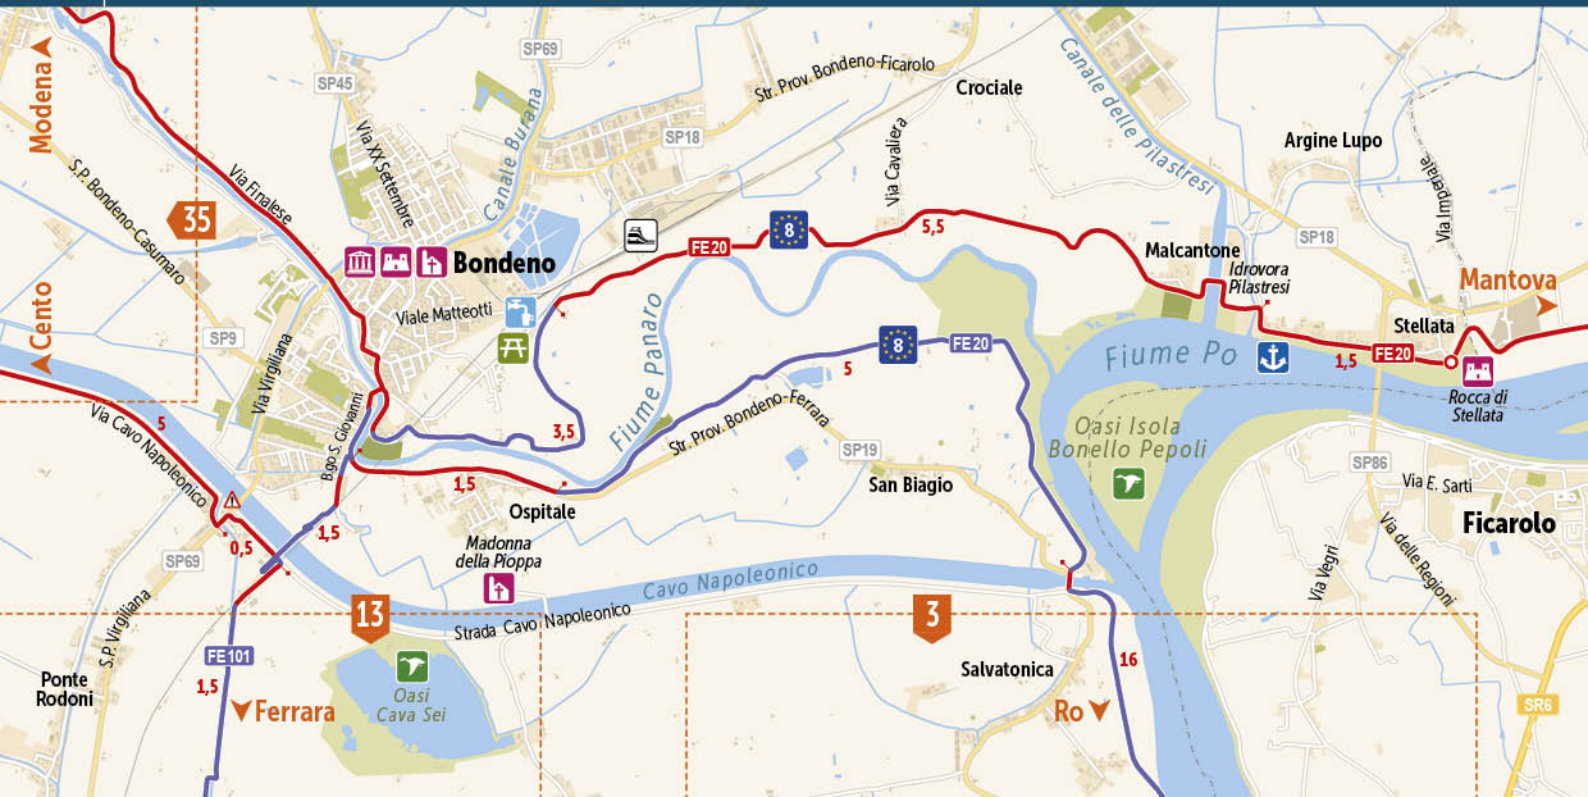 SP69
Modena
SP45
Str. Prov. Bondeno-Ficarolo
Crociale
Canale delle Pilastresi
Canale Burana
SP18
Via XX Settembre
Via Cavaliera
Argine Lupo
S.P. Bondeno-Casumaro
Via Finalese
Via Imperiale
35
8
5,5
FE20
SP18
Malcantone
Idrovora
Pilastresi
Bondeno
Mantova
Cento
Viale Matteotti
Fiume Panaro
SP9
Via Virgiliana
Stellata
8
FE20
Fiume Po
1,5
FE20
5
Rocca di
Stellata
Via Cavo Napoleonico
5
B.go S. Giovanni
3,5
Str. Prov. Bondeno-Ferrara
Oasi Isola
Bonello Pepoli
SP19
SP86
Via E. Sarti
1,5
San Biagio
Ospitale
Ficarolo
1,5
0,5
SP69
Madonna
della Pioppa
Cavo Napoleonico
Via Vegri
Via delle Regioni
S.P. Virgiliana
13
Strada Cavo Napoleonico
3
FE101
Ponte
Rodoni
1,5
Salvatonica
16
Oasi
Cava Sei
Ferrara
Ro
SR6